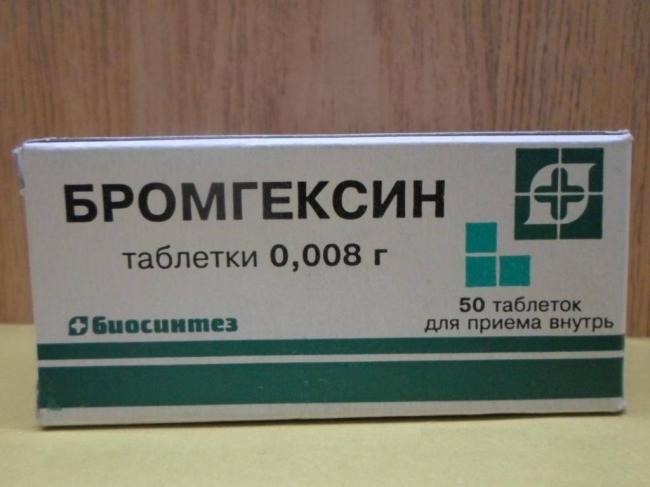 БРОМГЕКСИН
таблетки 0,008 г
50 таблеток
биосинтез
для приема внутрь